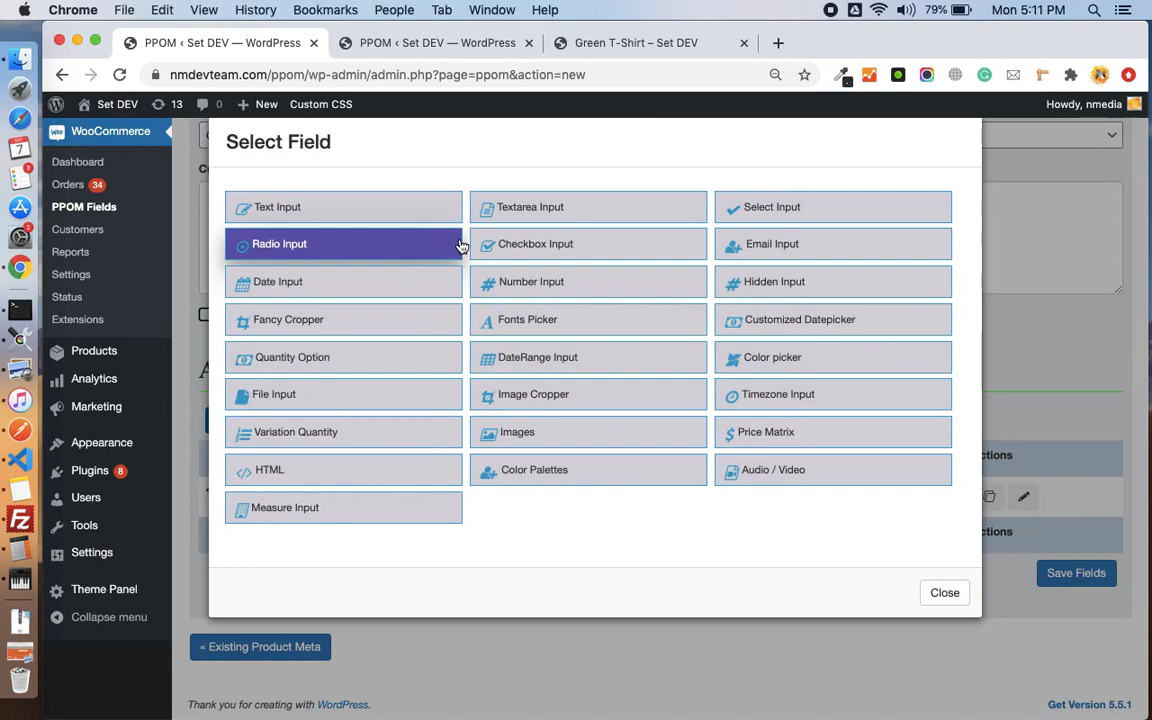 Chrome File Edit View History Bookmarks People Tab Window Help 79% Mon 5:11 PM
PPOM ‹ Set DEV — WordPress PPOM ‹ Set DEV — WordPress Green T-Shirt – Set DEV
nmdevteam.com/ppom/wp-admin/admin.php?page=ppom&action=new
Set DEV 13 0 New Custom CSS Howdy, nmedia
WooCommerce
Dashboard
Orders 34
PPOM Fields
Customers
Reports
Settings
Status
Extensions
Products
Analytics
Marketing
Appearance
Plugins 8
Users
Tools
Settings
Theme Panel
Collapse menu
Select Field
Text Input Textarea Input Select Input
Radio Input Checkbox Input Email Input
Date Input Number Input Hidden Input
Fancy Cropper Fonts Picker Customized Datepicker
Quantity Option DateRange Input Color picker
File Input Image Cropper Timezone Input
Variation Quantity Images Price Matrix
HTML Color Palettes Audio / Video
Measure Input
Close
Save Fields
« Existing Product Meta
Thank you for creating with WordPress. Get Version 5.5.1